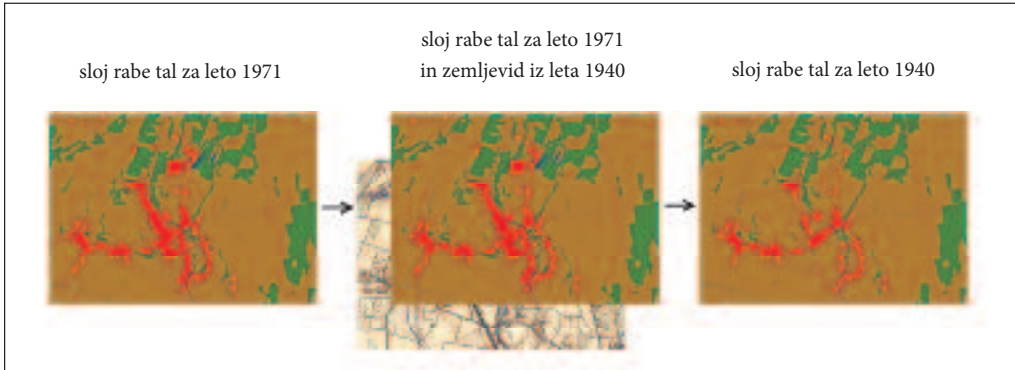 sloj rabe tal za leto 1971
sloj rabe tal za leto 1971
in zemljevid iz leta 1940
sloj rabe tal za leto 1940